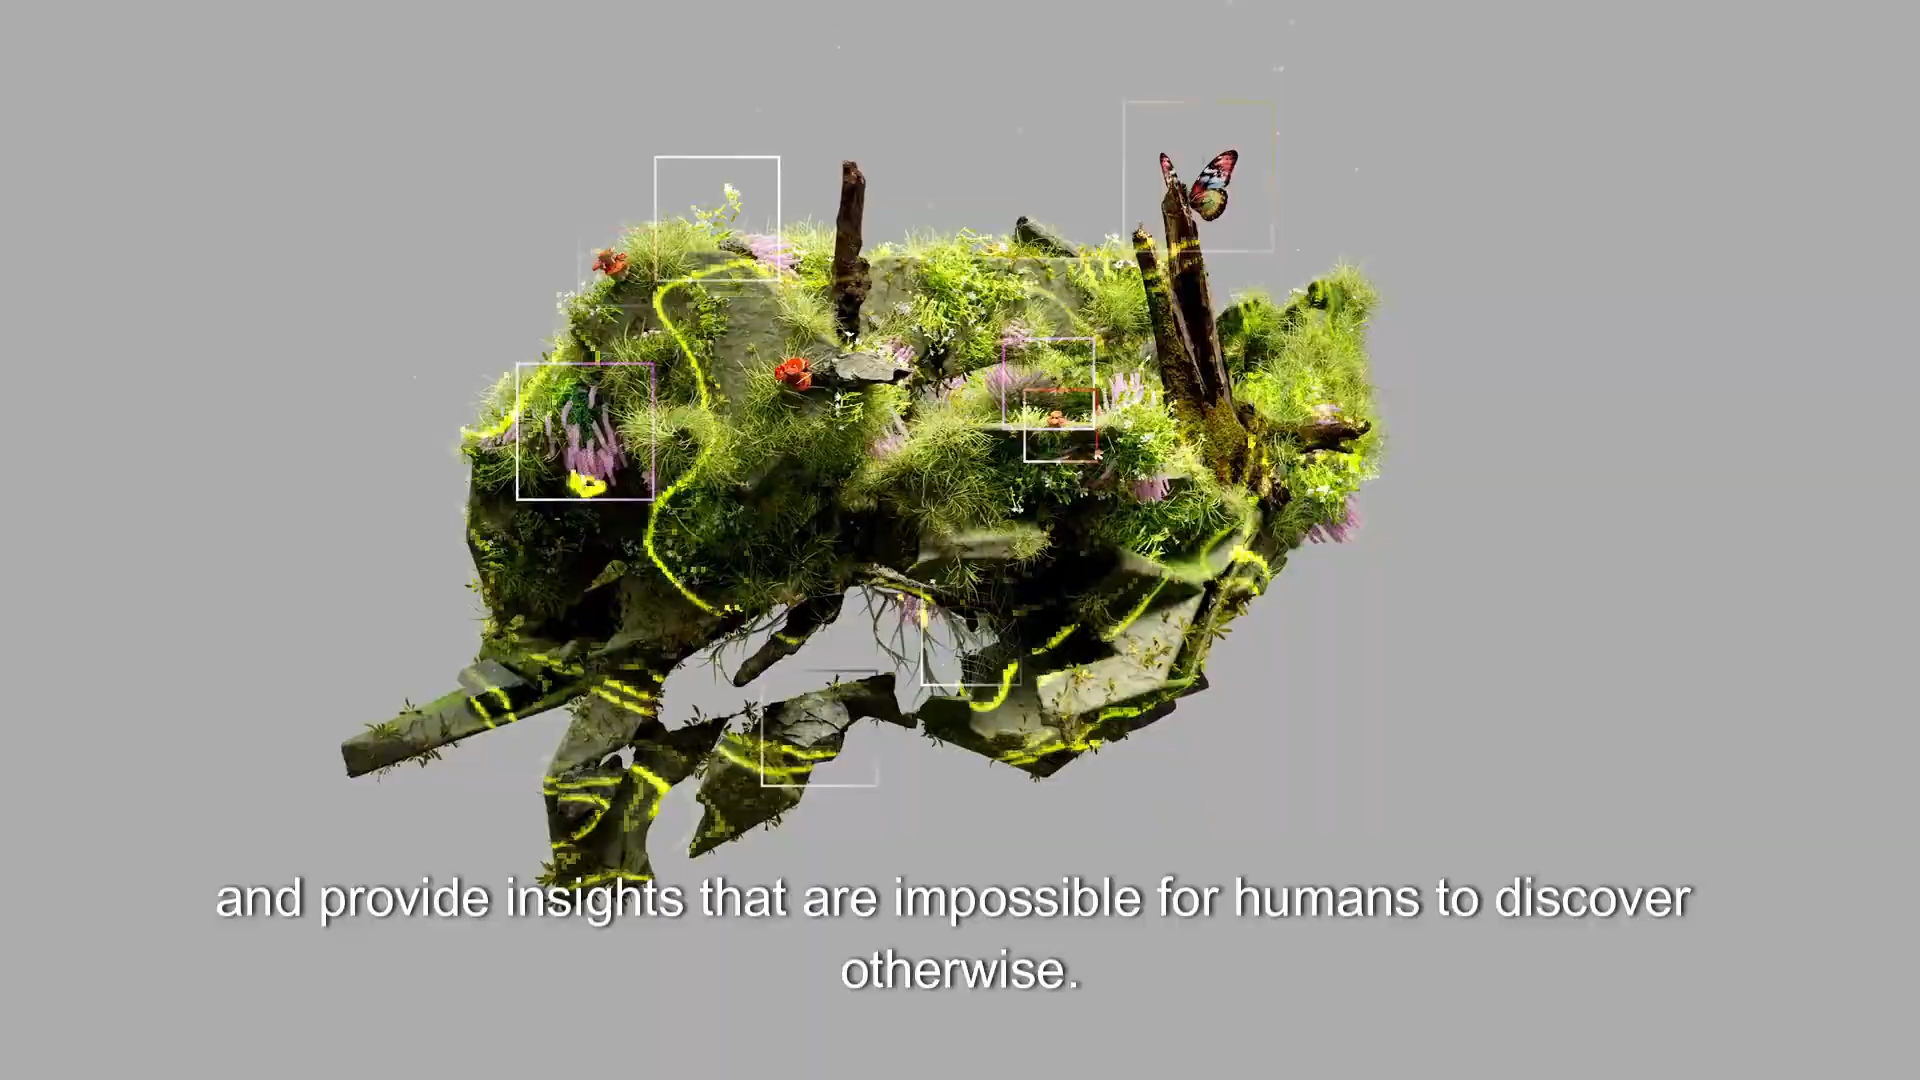 and provide insights that are impossible for humans to discover
otherwise.